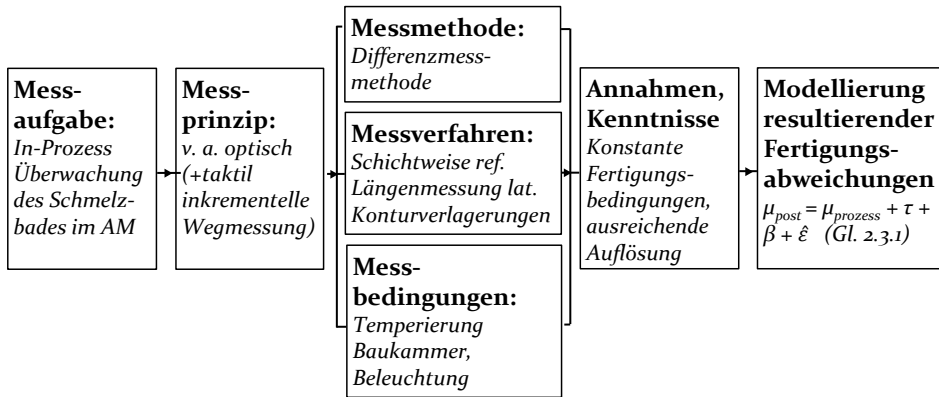 Mess-
aufgabe:
In-Prozess
Überwachung
des Schmelz-
bades im AM
Mess-
prinzip:
v. a. optisch
(+taktil
inkrementelle
Wegmessung)
Messmethode:
Differenzmess-
methode
Messverfahren:
Schichtweise ref.
Längenmessung lat.
Konturverlagerungen
Mess-
bedingungen:
Temperierung
Baukammer,
Beleuchtung
Annahmen,
Kenntnisse
Konstante
Fertigungs-
bedingungen,
ausreichende
Auflösung
Modellierung
resultierender
Fertigungs-
abweichungen
μpost = μprozess + τ +
β + ε̂ (Gl. 2.3.1)